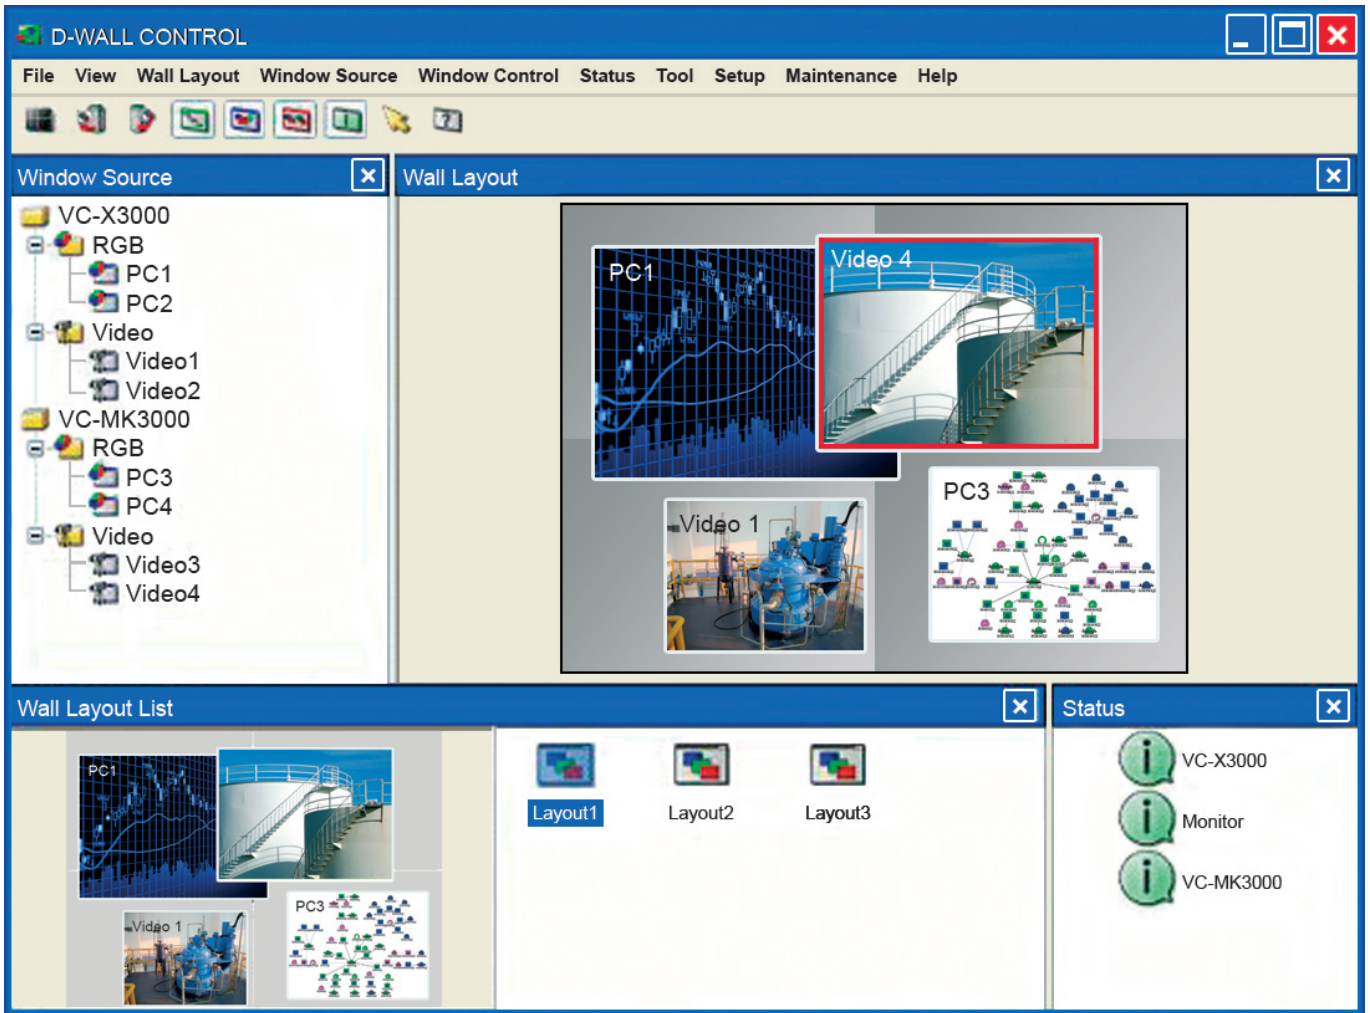 D-WALL CONTROL
File View Wall Layout Window Source Window Control Status Tool Setup Maintenance Help
Window Source
VC-X3000
RGB
PC1
PC2
Video
Video1
Video2
VC-MK3000
RGB
PC3
PC4
Video
Video3
Video4
Wall Layout
PC1
Video 4
Video 1
PC3
Wall Layout List
PC1
Video 1
PC3
Layout1
Layout2
Layout3
Status
VC-X3000
Monitor
VC-MK3000